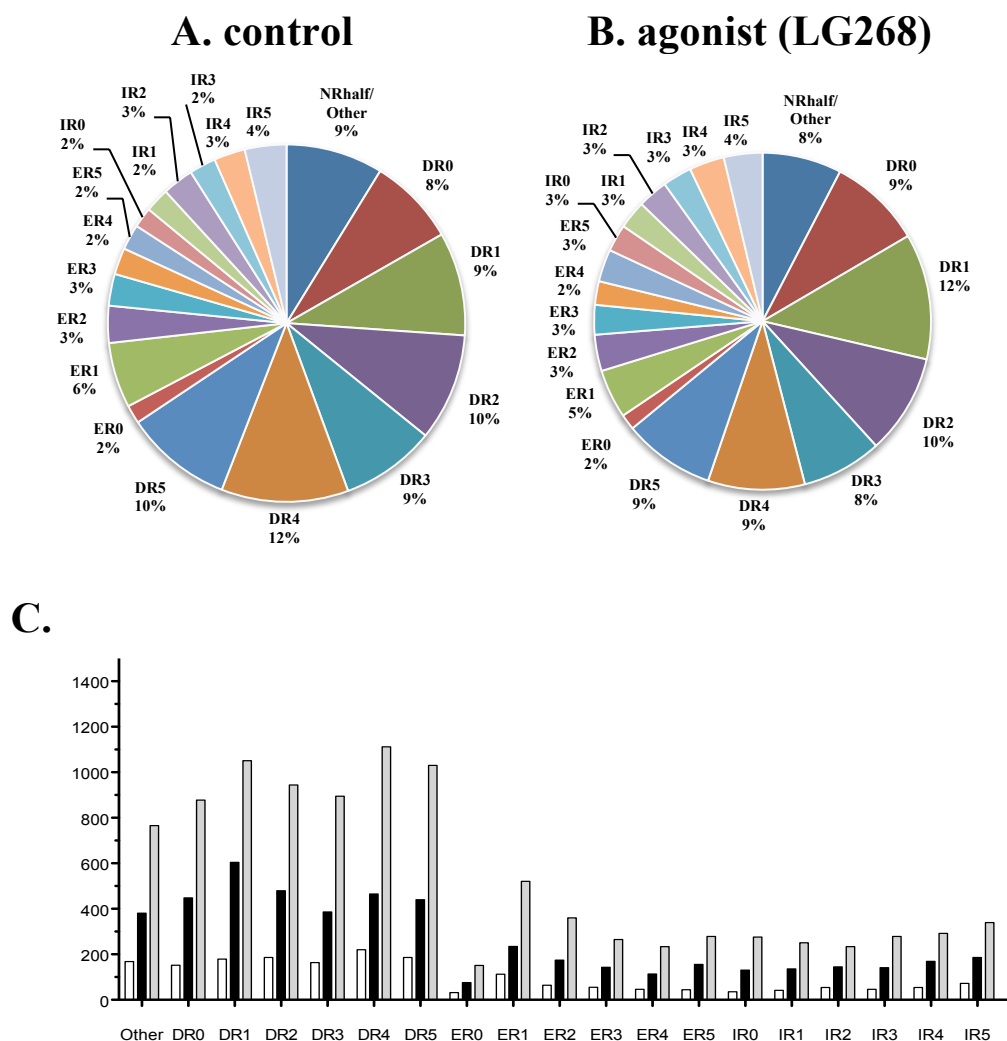 A. control
NRhalf/
Other
9%
DR0
8%
DR1
9%
DR2
10%
DR3
9%
DR4
12%
DR5
10%
ER0
2%
ER1
6%
ER2
3%
ER3
3%
ER4
2%
ER5
2%
IR0
2%
IR1
2%
IR2
3%
IR3
2%
IR4
3%
IR5
4%
B. agonist (LG268)
NRhalf/
Other
8%
DR0
9%
DR1
12%
DR2
10%
DR3
8%
DR4
9%
DR5
9%
ER0
2%
ER1
5%
ER2
3%
ER3
3%
ER4
2%
ER5
3%
IR0
3%
IR1
3%
IR2
3%
IR3
3%
IR4
3%
IR5
4%
C.
1400
1200
1000
800
600
400
200
0
Other DR0 DR1 DR2 DR3 DR4 DR5 ER0 ER1 ER2 ER3 ER4 ER5 IR0 IR1 IR2 IR3 IR4 IR5